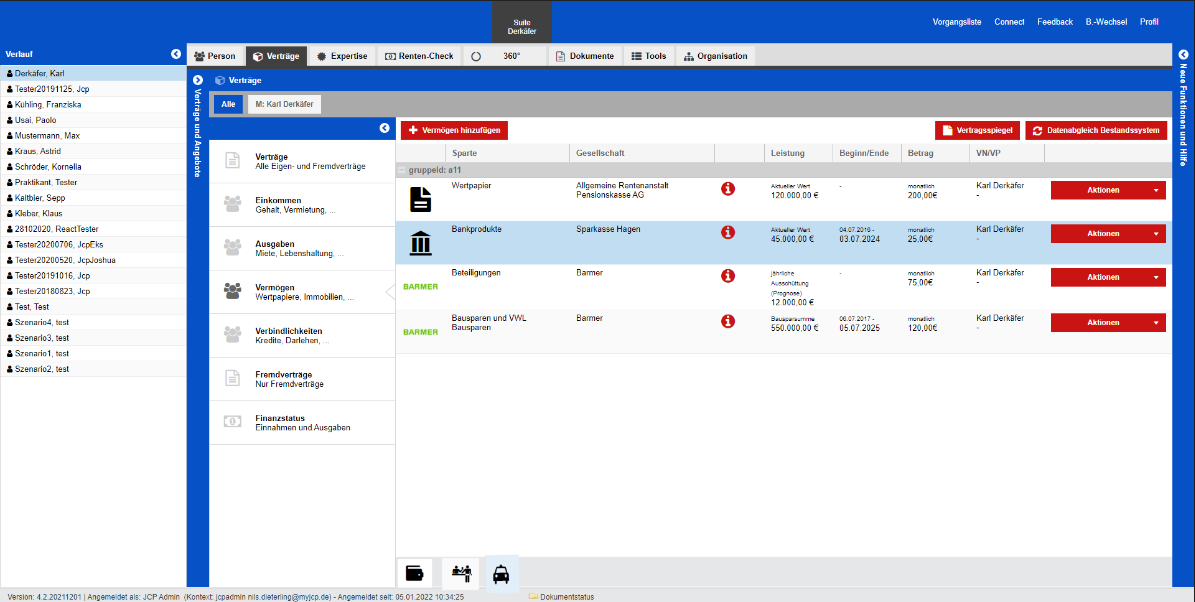 Suite
Derkäfer
Vorgangsliste Connect Feedback B.-Wechsel Profil
Verlauf
Derkäfer, Karl
Tester20191125, Jcp
Kühling, Franziska
Usai, Paolo
Mustermann, Max
Kraus, Astrid
Schröder, Kornelia
Praktikant, Tester
Kaltbier, Sepp
Kleber, Klaus
28102020, ReactTester
Tester20200706, JcpEks
Tester20200520, JcpJoshua
Tester20191016, Jcp
Tester20180823, Jcp
Test, Test
Szenario4, test
Szenario3, test
Szenario1, test
Szenario2, test
Person Verträge Expertise Renten-Check 360° Dokumente Tools Organisation
Verträge und Angebote
Verträge
Alle M: Karl Derkäfer
Verträge
Alle Eigen- und Fremdverträge
Einkommen
Gehalt, Vermietung, ...
Ausgaben
Miete, Lebenshaltung, ...
Vermögen
Wertpapiere, Immobilien, ...
Verbindlichkeiten
Kredite, Darlehen, ...
Fremdverträge
Nur Fremdverträge
Finanzstatus
Einnahmen und Ausgaben
Vermögen hinzufügen Vertragsspiegel Datenabgleich Bestandssystem
Sparte Gesellschaft Leistung Beginn/Ende Betrag VN/VP
gruppeId: a11
Wertpapier Allgemeine Rentenanstalt Aktueller Wert - monatlich Karl Derkäfer Aktionen
Pensionskasse AG 120.000,00 € 200,00€ -
Bankprodukte Sparkasse Hagen Aktueller Wert 04.07.2016 - monatlich Karl Derkäfer Aktionen
45.000,00 € 03.07.2024 25,00€ -
Beteiligungen Barmer jährliche - monatlich Karl Derkäfer Aktionen
BARMER Ausschüttung 75,00€ -
(Prognose)
12.000,00 €
Bausparen und VWL Barmer Bausparsumme 06.07.2017 - monatlich Karl Derkäfer Aktionen
BARMER Bausparen 550.000,00 € 05.07.2025 120,00€ -
Neue Funktionen und Hilfe
Version: 4.2.20211201 | Angemeldet als: JCP Admin (Kontext: jcpadmin nils.dieterling@myjcp.de) - Angemeldet seit: 05.01.2022 10:34:25 Dokumentstatus